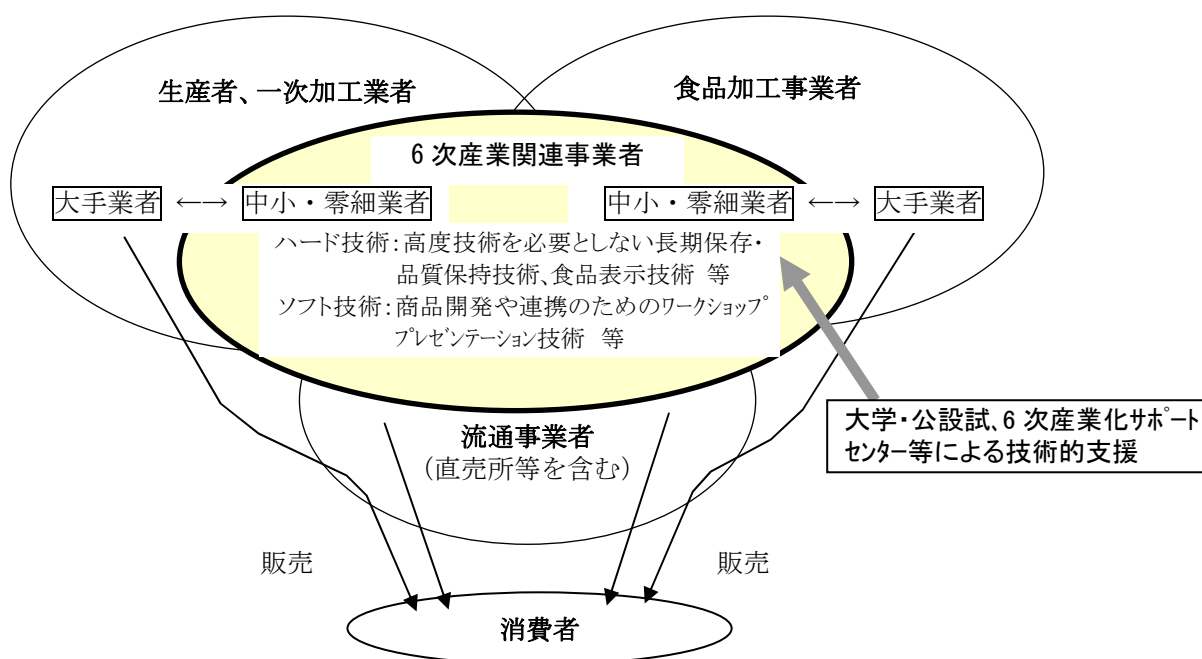 生産者、一次加工業者
食品加工事業者
6次産業関連事業者
大手業者 ←→ 中小・零細業者
中小・零細業者 ←→ 大手業者
ハード技術:高度技術を必要としない長期保存・
品質保持技術、食品表示技術 等
ソフト技術:商品開発や連携のためのワークショップ
プレゼンテーション技術 等
大学・公設試、6次産業化サポート
センター等による技術的支援
流通事業者
(直売所等を含む)
販売
販売
消費者